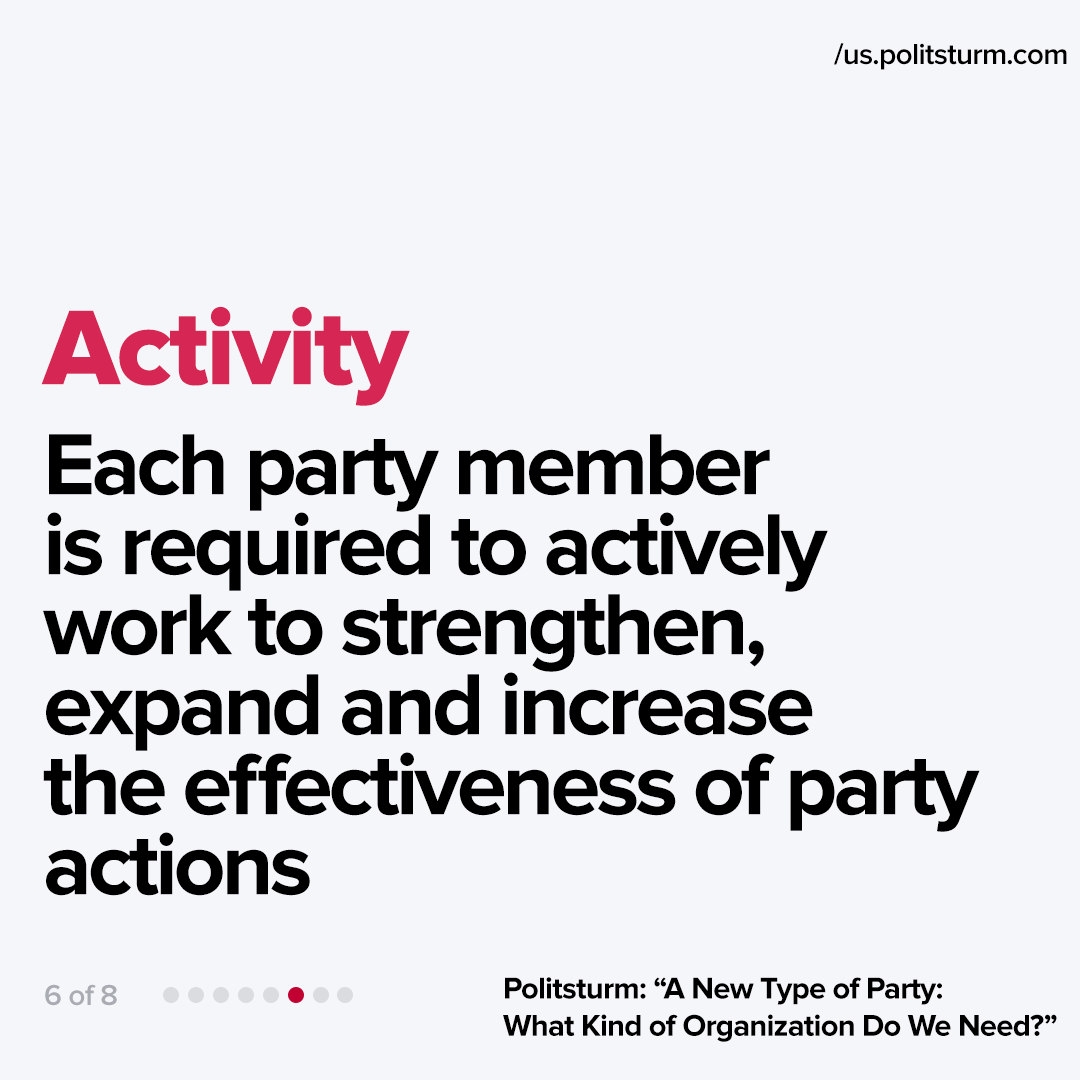 /us.politsturm.com
Activity
Each party member
is required to actively
work to strengthen,
expand and increase
the effectiveness of party
actions
6 of 8
Politsturm: “A New Type of Party:
What Kind of Organization Do We Need?”